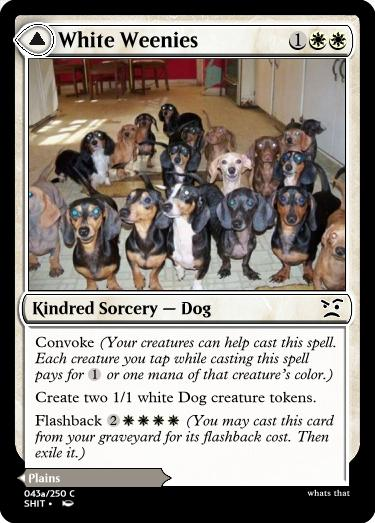 White Weenies 1
Kindred Sorcery — Dog
Convoke (Your creatures can help cast this spell.
Each creature you tap while casting this spell
pays for 1 or one mana of that creature's color.)
Create two 1/1 white Dog creature tokens.
Flashback 2 (You may cast this card
from your graveyard for its flashback cost. Then
exile it.)
Plains
043a/250 C
SHIT •
whats that